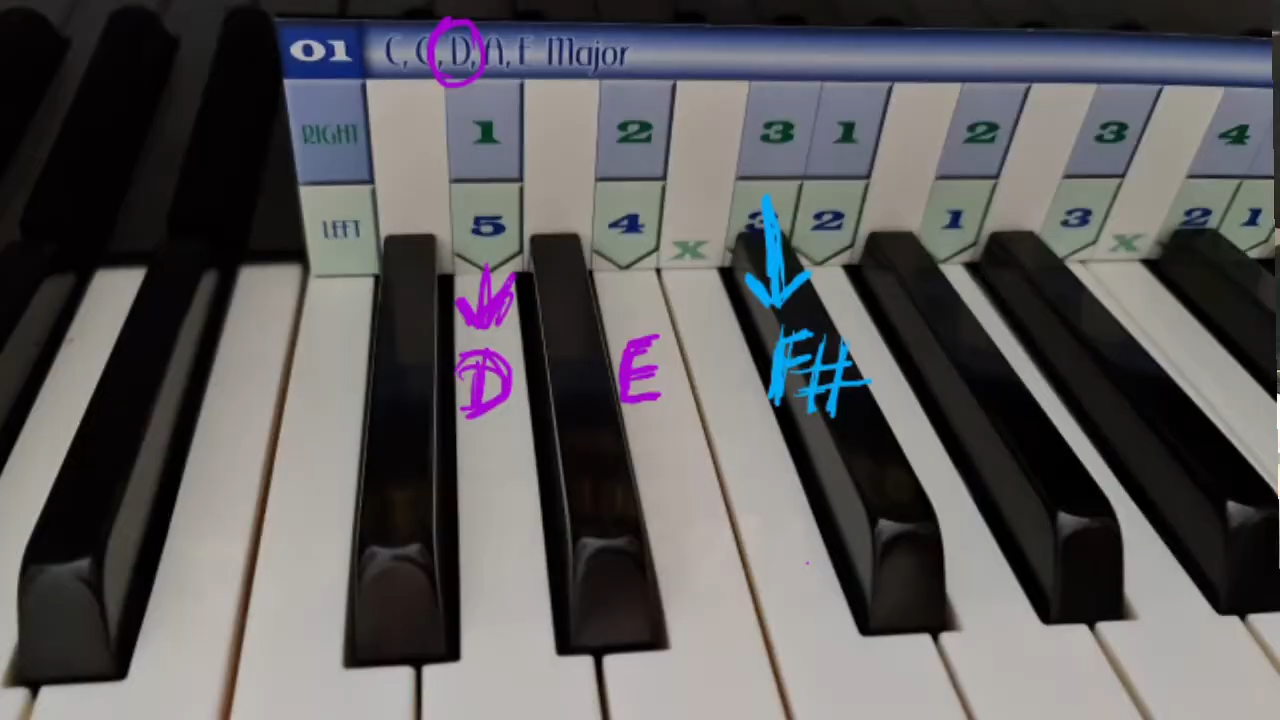 01 C, G, D, A, F Major
RIGHT 1 2 3 1 2 3 4
LEFT 5 4 X 3 2 1 3 X 2 1
D E F#